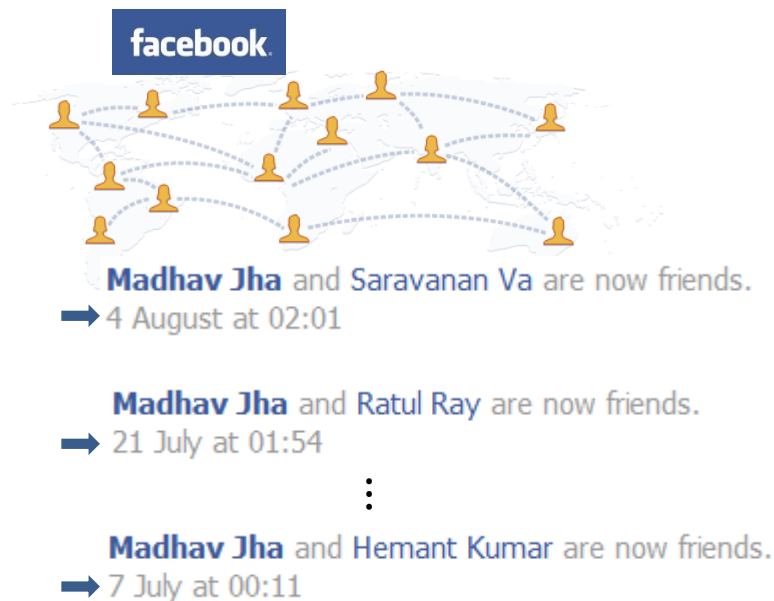 facebook.
Madhav Jha and Saravanan Va are now friends.
4 August at 02:01
Madhav Jha and Ratul Ray are now friends.
21 July at 01:54
⋮
Madhav Jha and Hemant Kumar are now friends.
7 July at 00:11